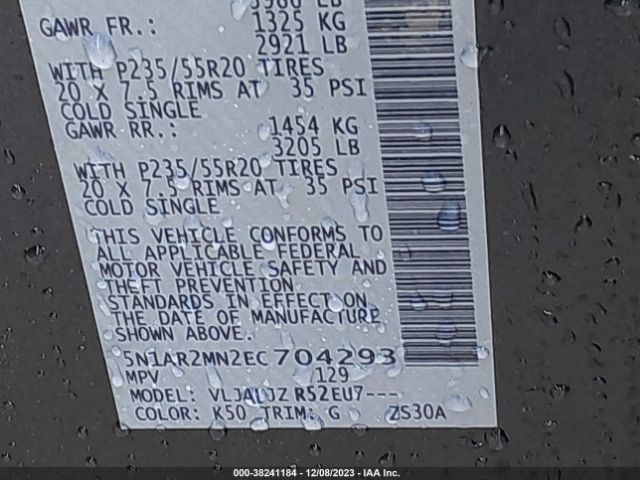 5986 LB
GAWR FR.: 1325 KG
2921 LB
WITH P235/55R20 TIRES
20 X 7.5 RIMS AT 35 PSI
COLD SINGLE
GAWR RR.: 1454 KG
3205 LB
WITH P235/55R20 TIRES
20 X 7.5 RIMS AT 35 PSI
COLD SINGLE
THIS VEHICLE CONFORMS TO
ALL APPLICABLE FEDERAL
MOTOR VEHICLE SAFETY AND
THEFT PREVENTION
STANDARDS IN EFFECT ON
THE DATE OF MANUFACTURE
SHOWN ABOVE.
5N1AR2MN2EC704293
MPV /129
MODEL: VLJALJZ R52EU7---
COLOR: K50 TRIM: G ZS30A
000-38241184 - 12/08/2023 - IAA Inc.